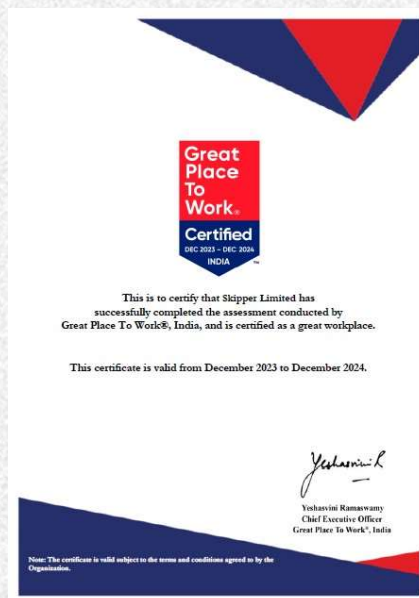 Great
Place
To
Work®
Certified
DEC 2023 – DEC 2024
INDIA
™
This is to certify that Skipper Limited has
successfully completed the assessment conducted by
Great Place To Work®, India, and is certified as a great workplace.
This certificate is valid from December 2023 to December 2024.
Yeshasvini R
Yeshasvini Ramaswamy
Chief Executive Officer
Great Place To Work®, India
Note: The certificate is valid subject to the terms and conditions agreed to by the
Organization.